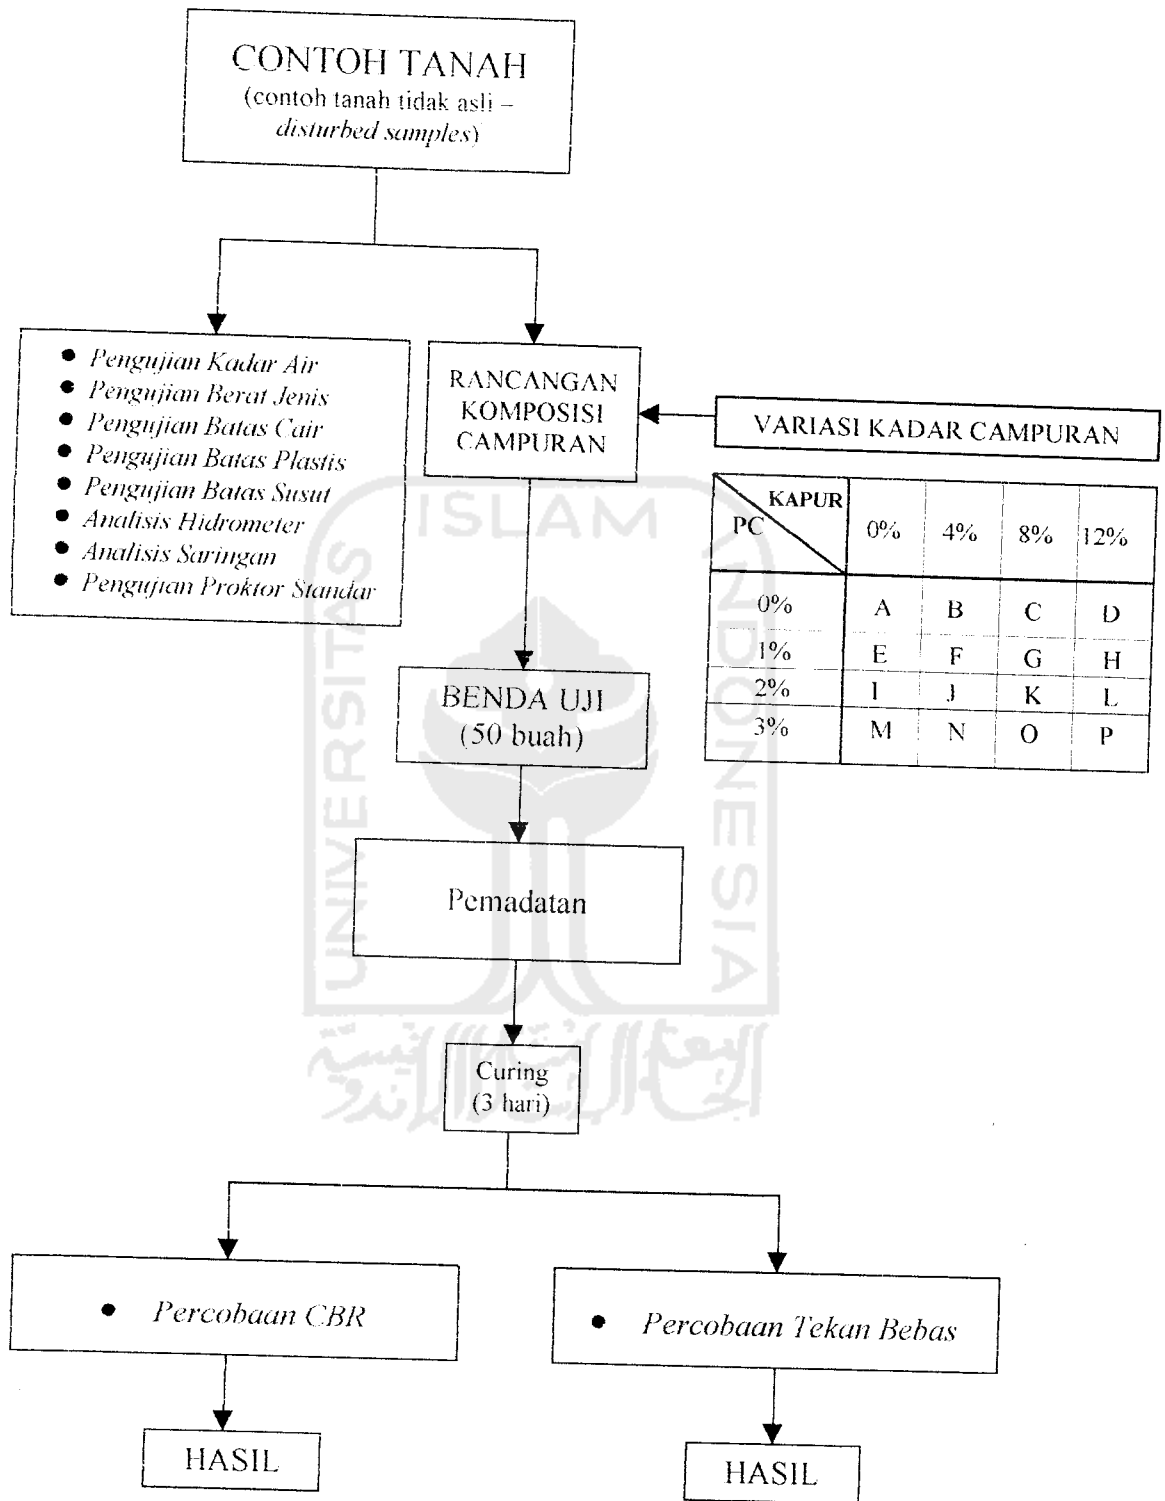 CONTOH TANAH
(contoh tanah tidak asli –
disturbed samples)
• Pengujian Kadar Air
• Pengujian Berat Jenis
• Pengujian Batas Cair
• Pengujian Batas Plastis
• Pengujian Batas Susut
• Analisis Hidrometer
• Analisis Saringan
• Pengujian Proktor Standar
RANCANGAN
KOMPOSISI
CAMPURAN
VARIASI KADAR CAMPURAN
KAPUR
PC 0% 4% 8% 12%
0% A B C D
1% E F G H
2% I J K L
3% M N O P
BENDA UJI
(50 buah)
Pemadatan
Curing
(3 hari)
• Percobaan CBR
• Percobaan Tekan Bebas
HASIL
HASIL
UNIVERSITAS
ISLAM
INDONESIA